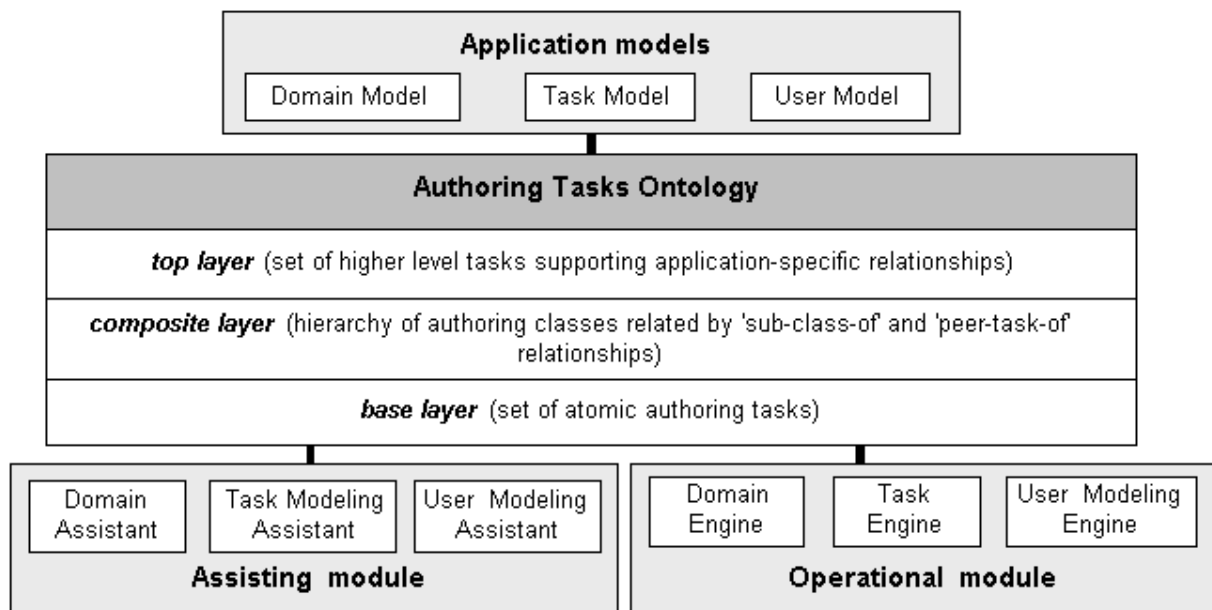 Application models
Domain Model
Task Model
User Model
Authoring Tasks Ontology
top layer (set of higher level tasks supporting application-specific relationships)
composite layer (hierarchy of authoring classes related by 'sub-class-of' and 'peer-task-of'
relationships)
base layer (set of atomic authoring tasks)
Domain
Assistant
Task Modeling
Assistant
User Modeling
Assistant
Assisting module
Domain
Engine
Task
Engine
User Modeling
Engine
Operational module